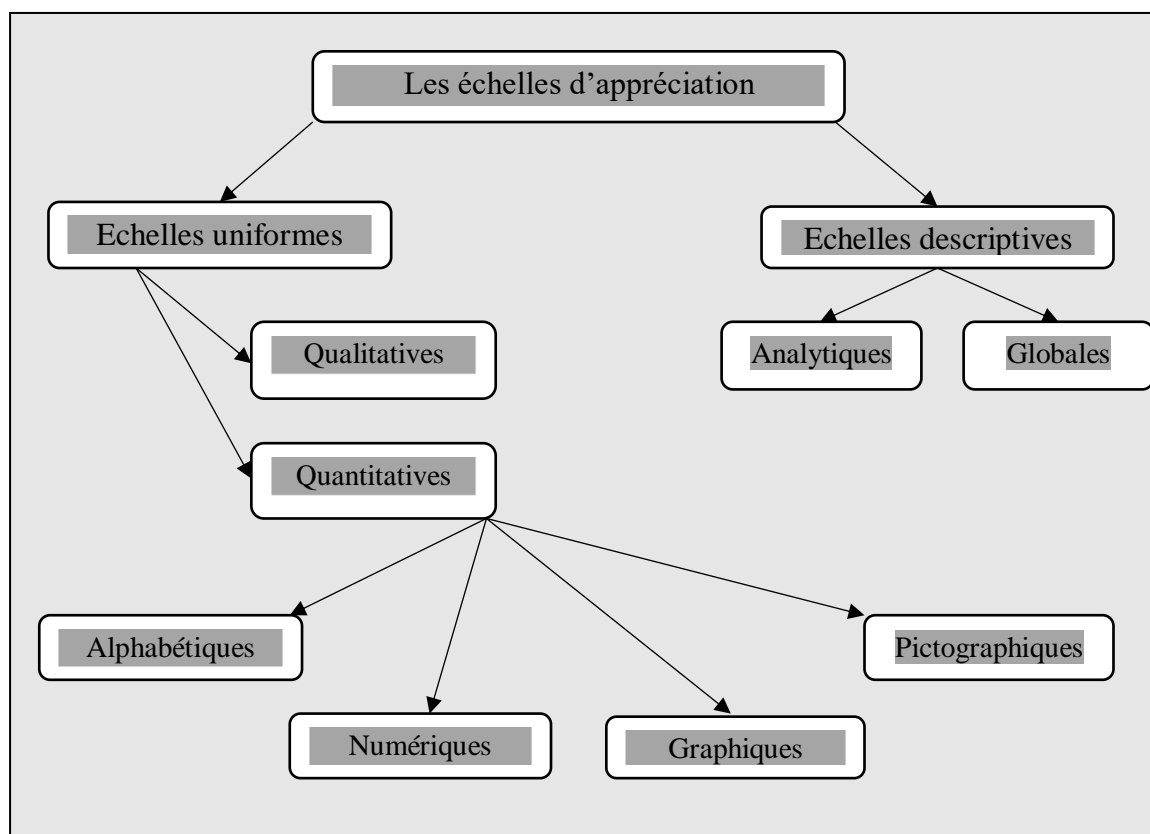 Les échelles d’appréciation
Echelles uniformes
Echelles descriptives
Qualitatives
Analytiques
Globales
Quantitatives
Alphabétiques
Pictographiques
Numériques
Graphiques